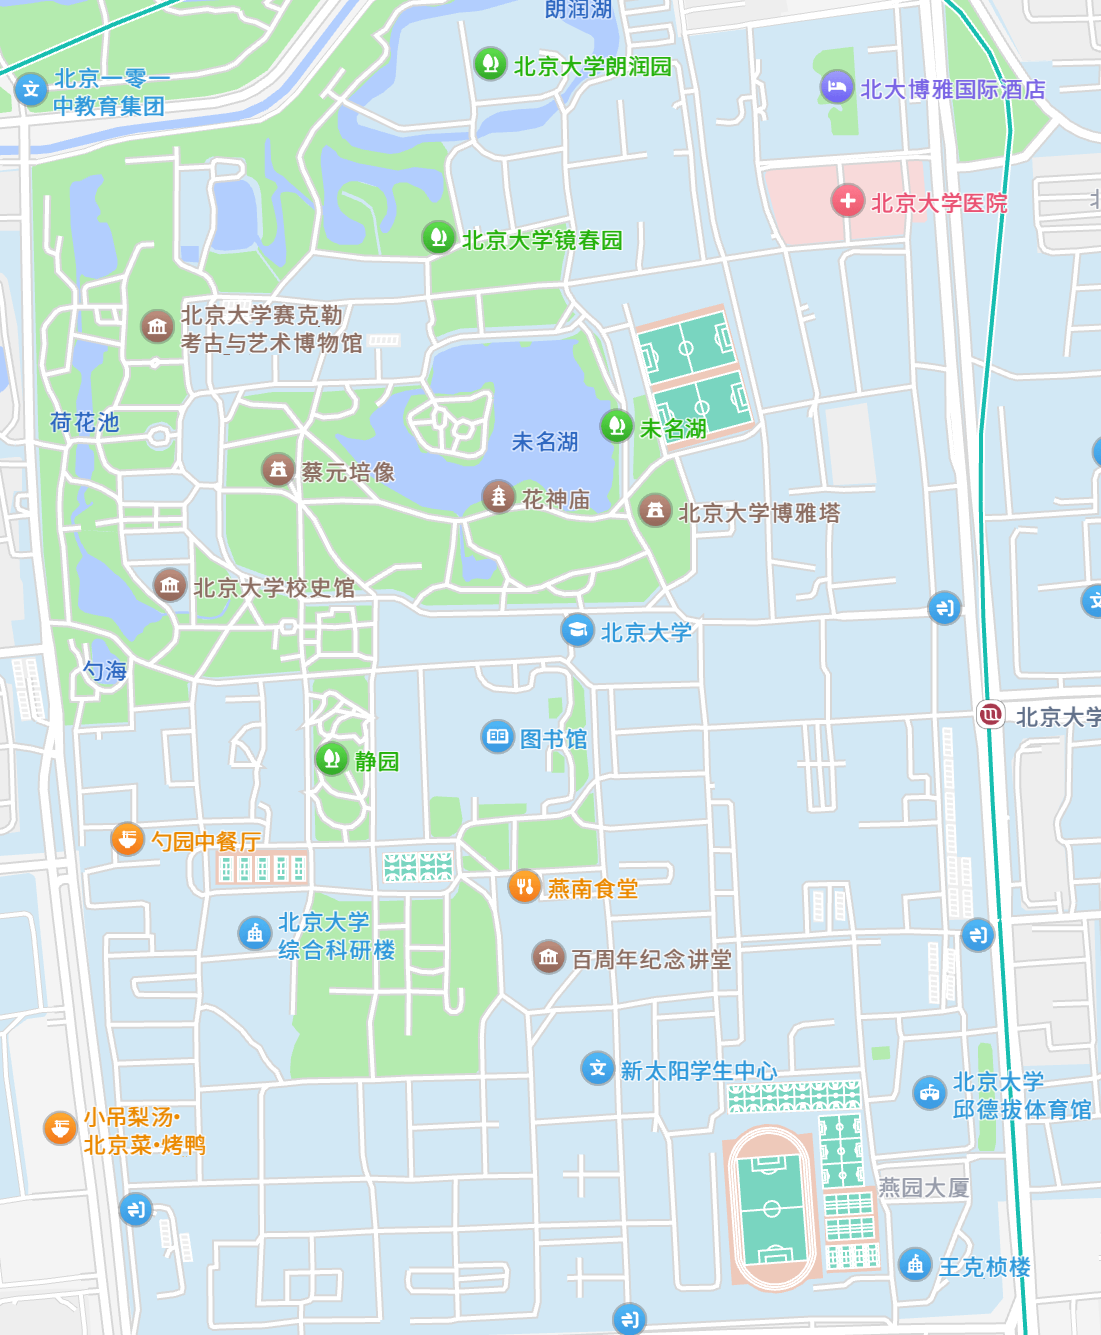 朗润湖
北京大学朗润园
北京一零一
中教育集团
北大博雅国际酒店
北京大学医院
北
北京大学镜春园
北京大学赛克勒
考古与艺术博物馆
荷花池
未名湖
未名湖
蔡元培像
花神庙
北京大学博雅塔
北京大学校史馆
北京大学
勺海
北京大学
图书馆
静园
勺园中餐厅
燕南食堂
北京大学
综合科研楼
百周年纪念讲堂
新太阳学生中心
北京大学
邱德拔体育馆
小吊梨汤•
北京菜•烤鸭
燕园大厦
王克桢楼